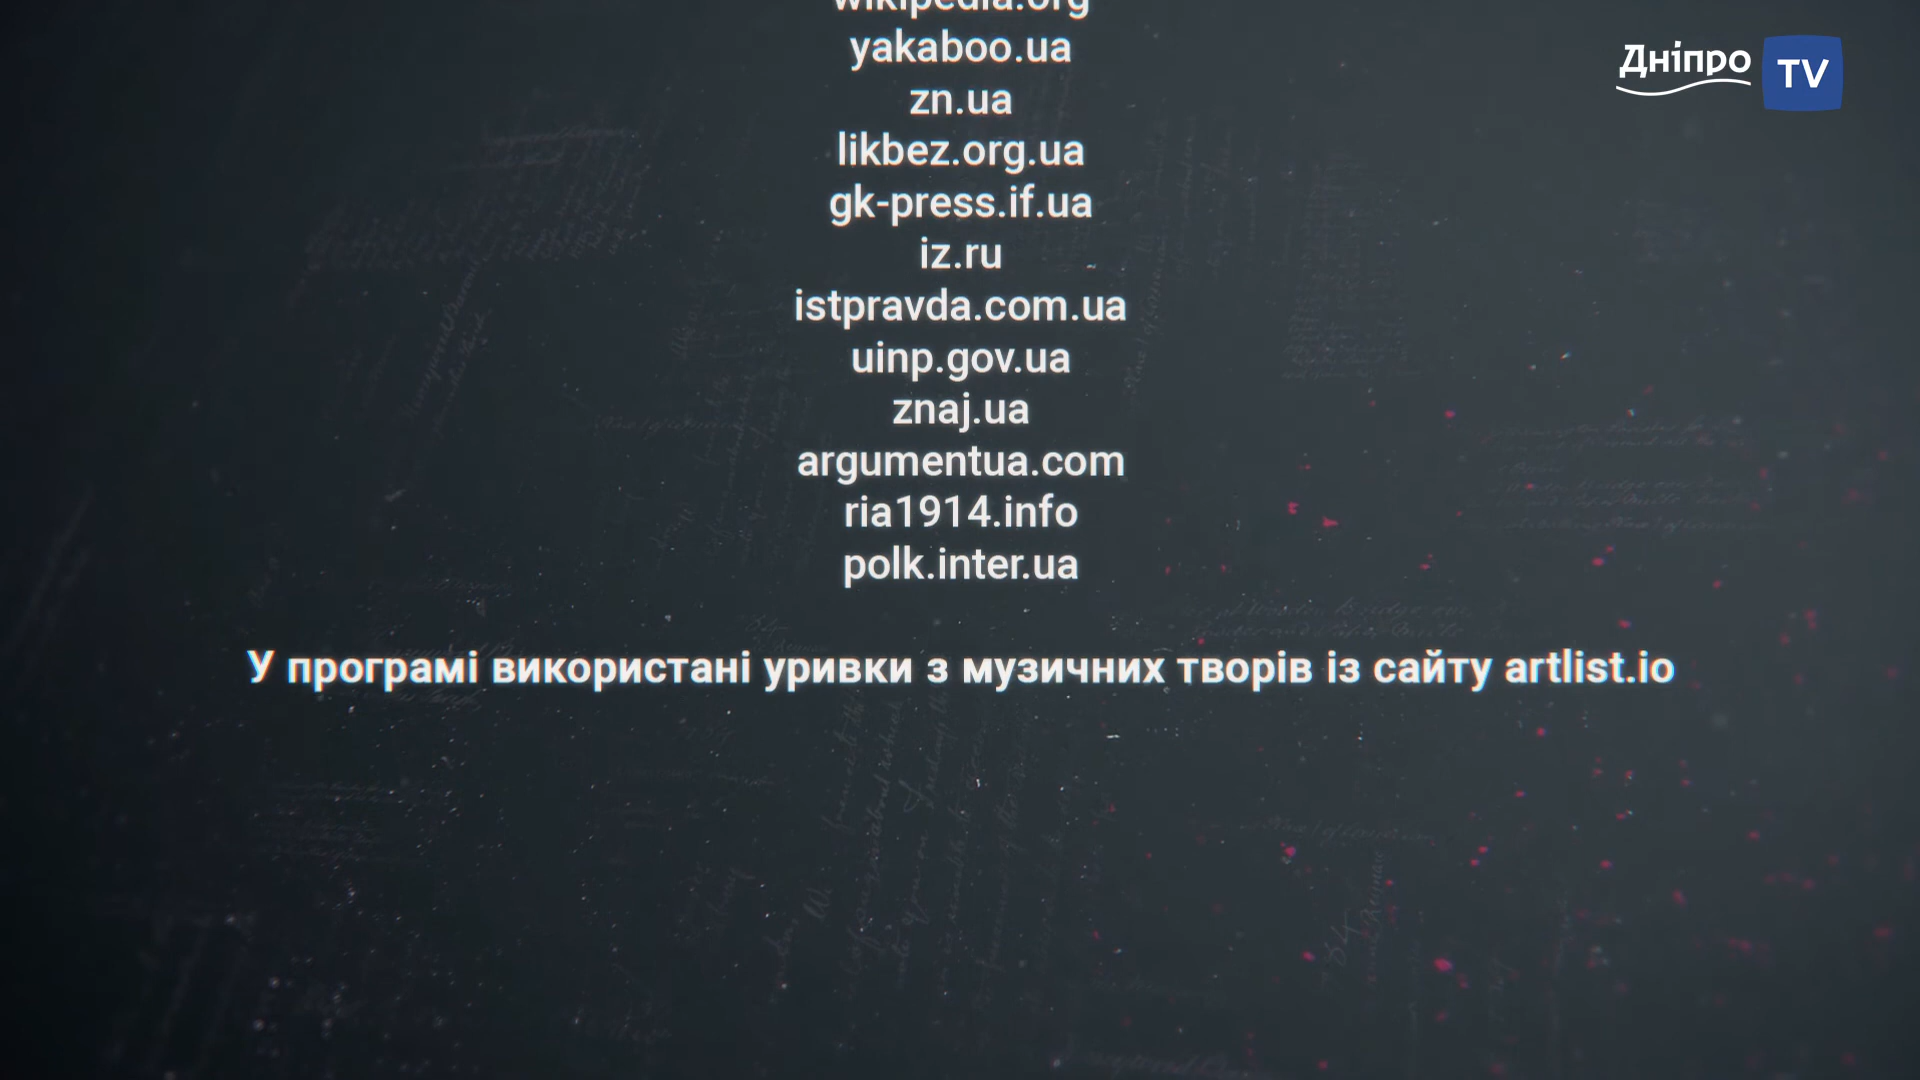 wikipedia.org
yakaboo.ua
zn.ua
likbez.org.ua
gk-press.if.ua
iz.ru
istpravda.com.ua
uinp.gov.ua
znaj.ua
argumentua.com
ria1914.info
polk.inter.ua
У програмі використані уривки з музичних творів із сайту artlist.io
Дніпро TV